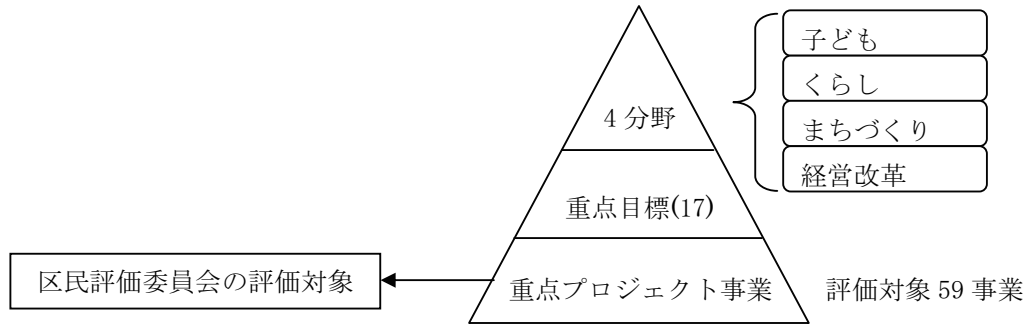 子ども
くらし
まちづくり
経営改革
4分野
重点目標(17)
区民評価委員会の評価対象
重点プロジェクト事業
評価対象 59 事業